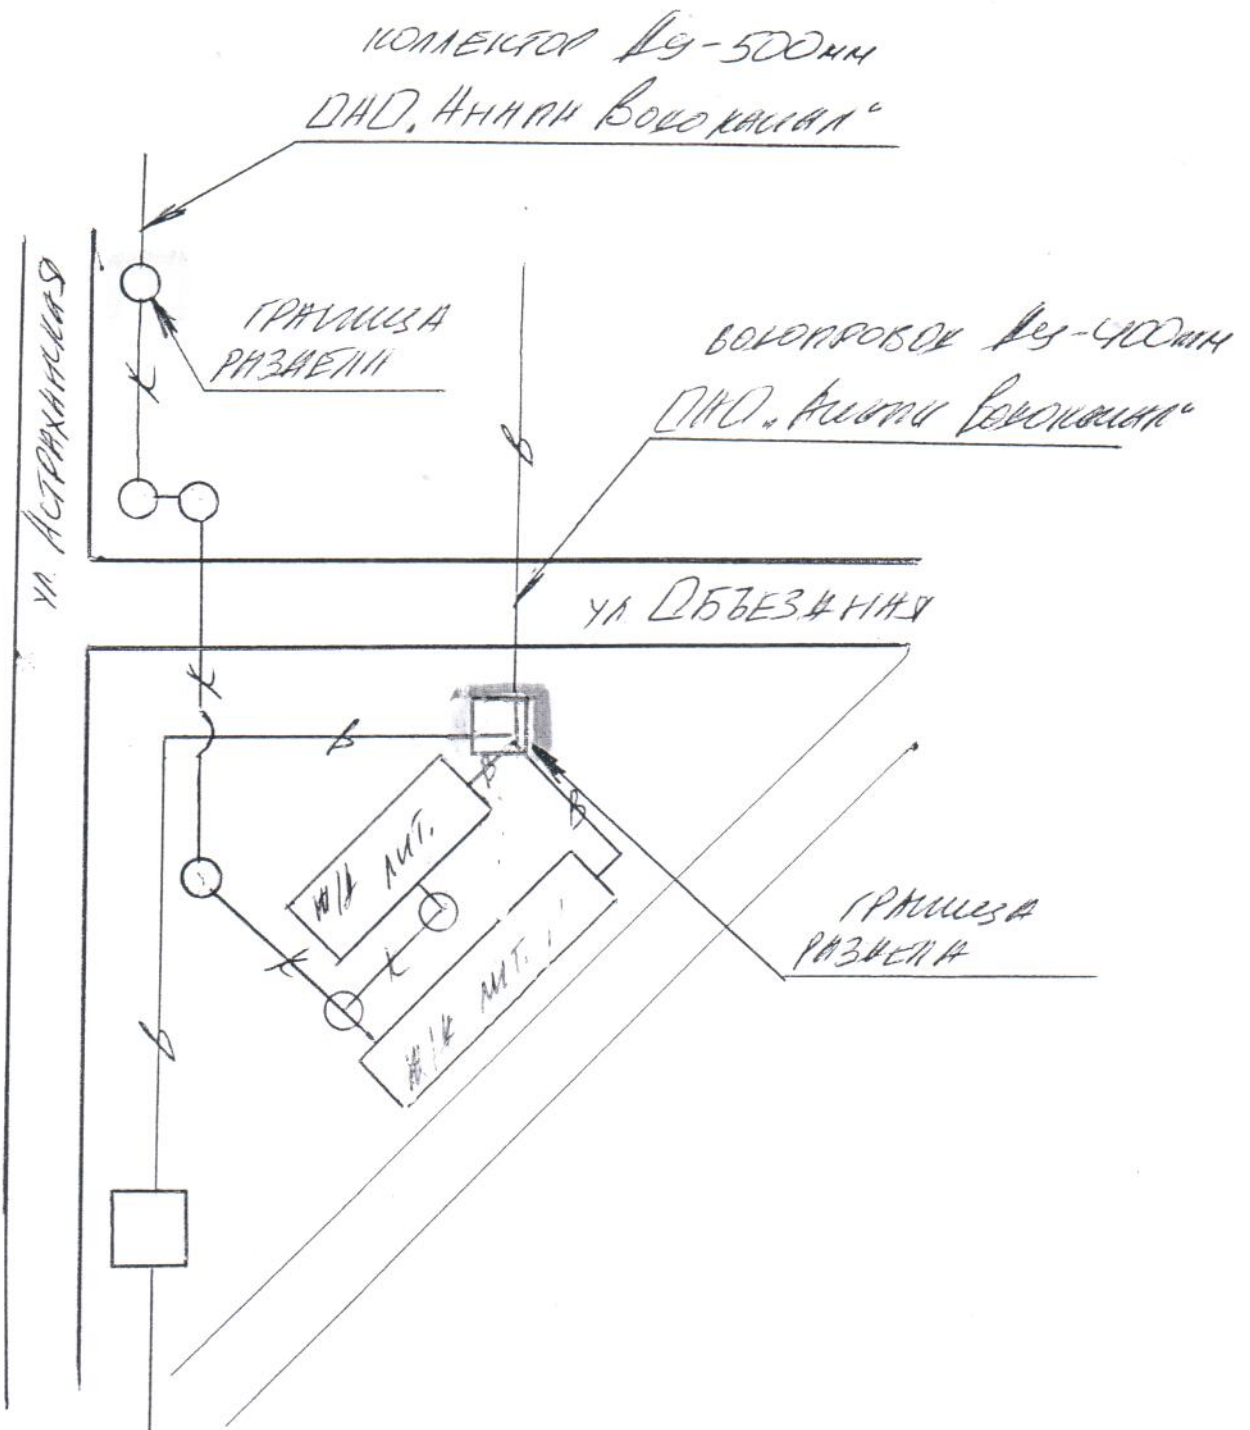 КОЛЛЕКТОР Ду-500мм
ОАО „Анапа Водоканал“
ГРАНИЦА
РАЗДЕЛА
ул. АСТРАХАНСКАЯ
К
ВОДОПРОВОД Ду-400мм
ОАО „Анапа Водоканал“
В
ул ОБЪЕЗДНАЯ
К
В
В
В
Ж/Д ЛИТ.
К
К
Ж/Д ЛИТ.
ГРАНИЦА
РАЗДЕЛА
В